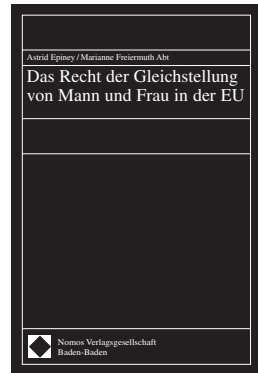 Astrid Epiney / Marianne Freiermuth Abt
Das Recht der Gleichstellung
von Mann und Frau in der EU
Nomos Verlagsgesellschaft
Baden-Baden